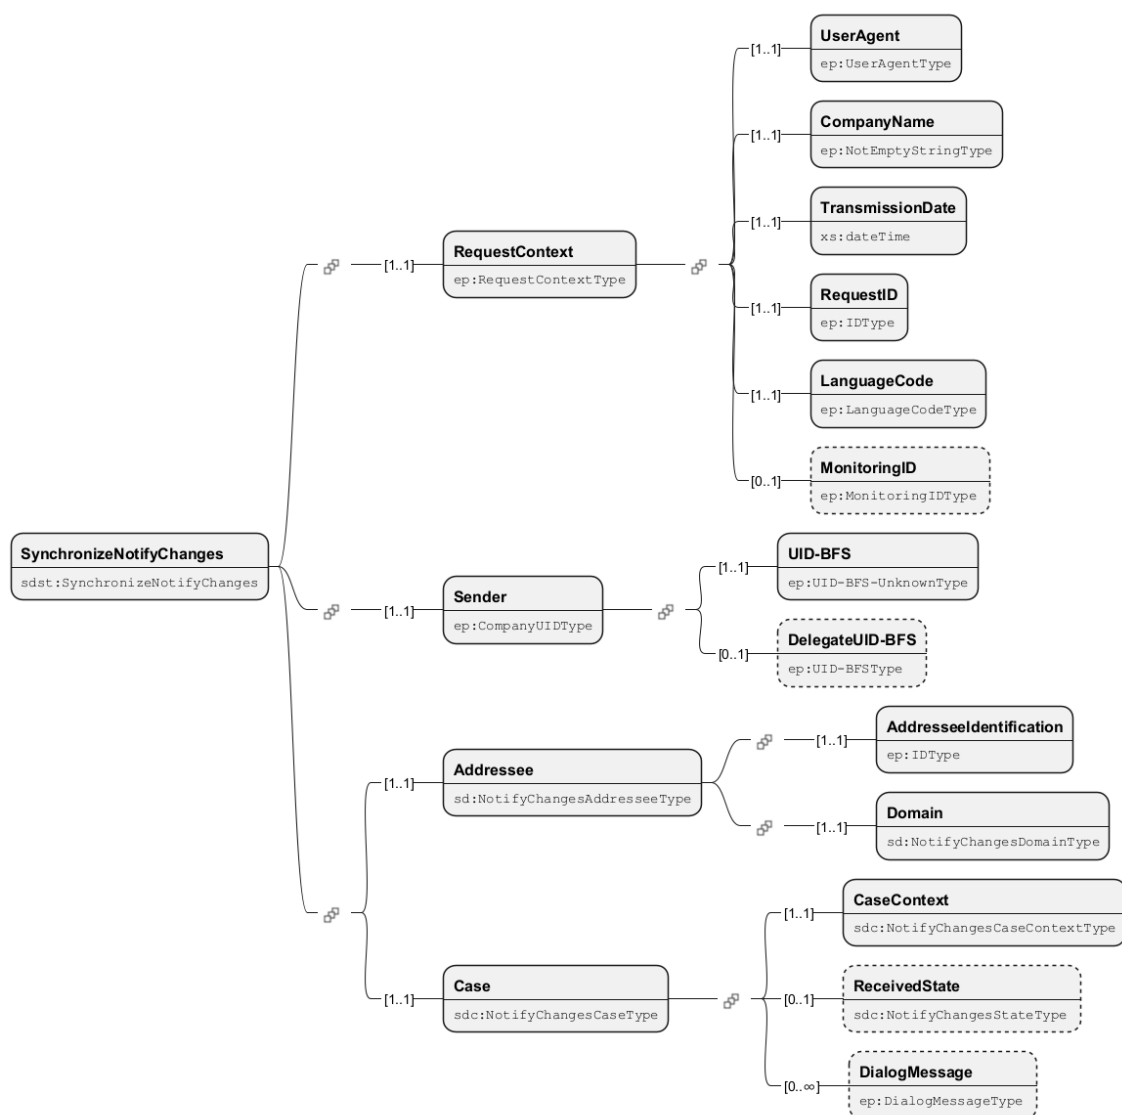 UserAgent
[1..1]
ep:UserAgentType
CompanyName
[1..1]
ep:NotEmptyStringType
TransmissionDate
[1..1]
xs:dateTime
RequestContext
[1..1]
ep:RequestContextType
RequestID
[1..1]
ep:IDType
LanguageCode
[1..1]
ep:LanguageCodeType
MonitoringID
[0..1]
ep:MonitoringIDType
SynchronizeNotifyChanges
sdst:SynchronizeNotifyChanges
Sender
[1..1]
ep:CompanyUIDType
UID-BFS
[1..1]
ep:UID-BFS-UnknownType
DelegateUID-BFS
[0..1]
ep:UID-BFSType
Addressee
[1..1]
sd:NotifyChangesAddresseeType
AddresseeIdentification
[1..1]
ep:IDType
Domain
[1..1]
sd:NotifyChangesDomainType
Case
[1..1]
sdc:NotifyChangesCaseType
CaseContext
[1..1]
sdc:NotifyChangesCaseContextType
ReceivedState
[0..1]
sdc:NotifyChangesStateType
DialogMessage
[0..∞]
ep:DialogMessageType